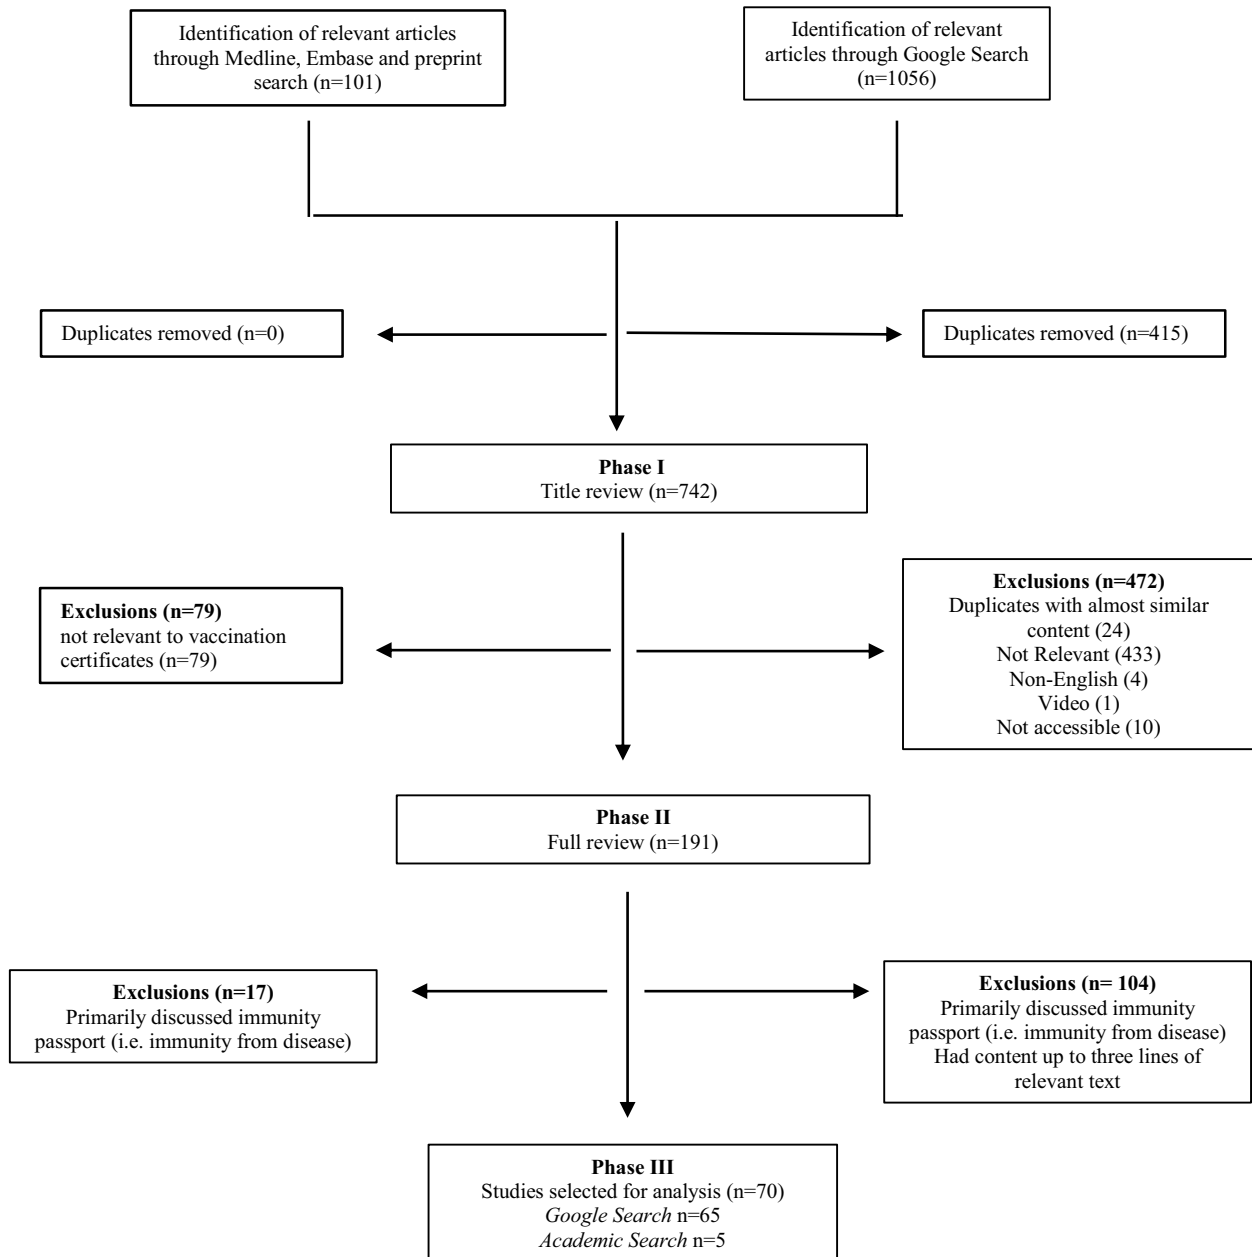 Identification of relevant articles
through Medline, Embase and preprint
search (n=101)
Identification of relevant
articles through Google Search
(n=1056)
Duplicates removed (n=0)
Duplicates removed (n=415)
Phase I
Title review (n=742)
Exclusions (n=79)
not relevant to vaccination
certificates (n=79)
Exclusions (n=472)
Duplicates with almost similar
content (24)
Not Relevant (433)
Non-English (4)
Video (1)
Not accessible (10)
Phase II
Full review (n=191)
Exclusions (n=17)
Primarily discussed immunity
passport (i.e. immunity from disease)
Exclusions (n= 104)
Primarily discussed immunity
passport (i.e. immunity from disease)
Had content up to three lines of
relevant text
Phase III
Studies selected for analysis (n=70)
Google Search n=65
Academic Search n=5